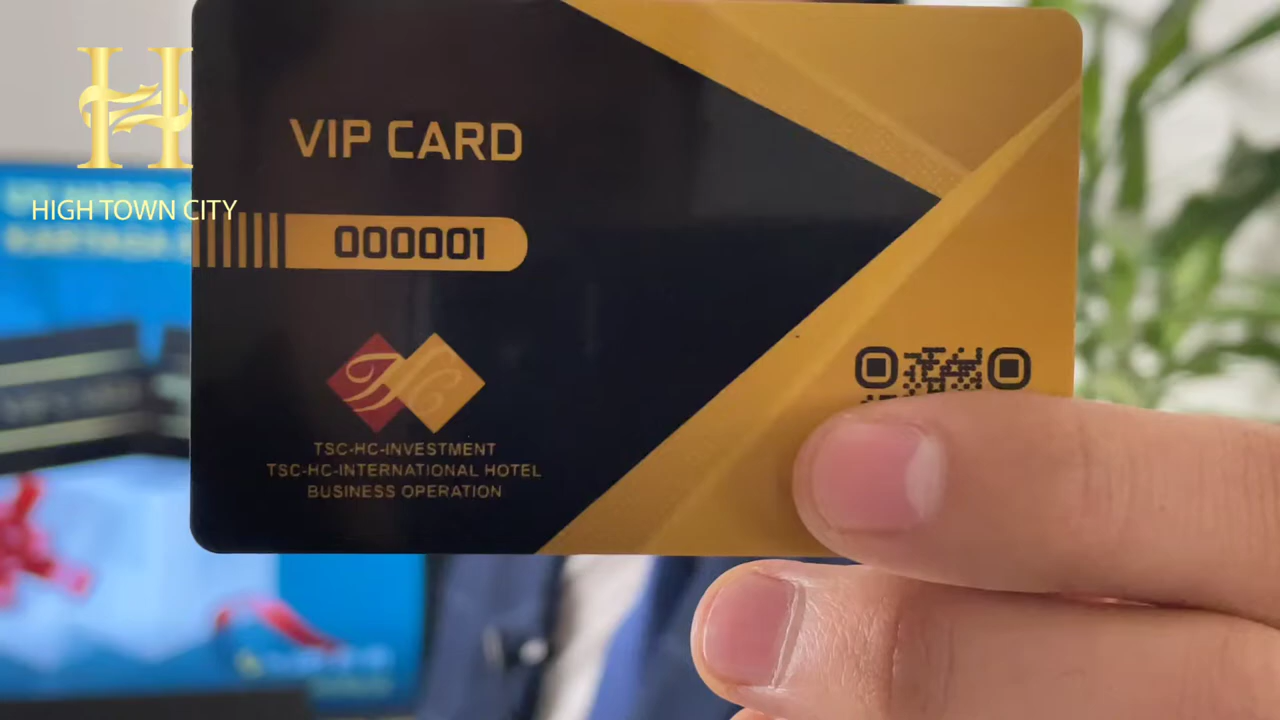 HIGH TOWN CITY
VIP CARD
000001
TSC-HC-INVESTMENT
TSC-HC-INTERNATIONAL HOTEL
BUSINESS OPERATION